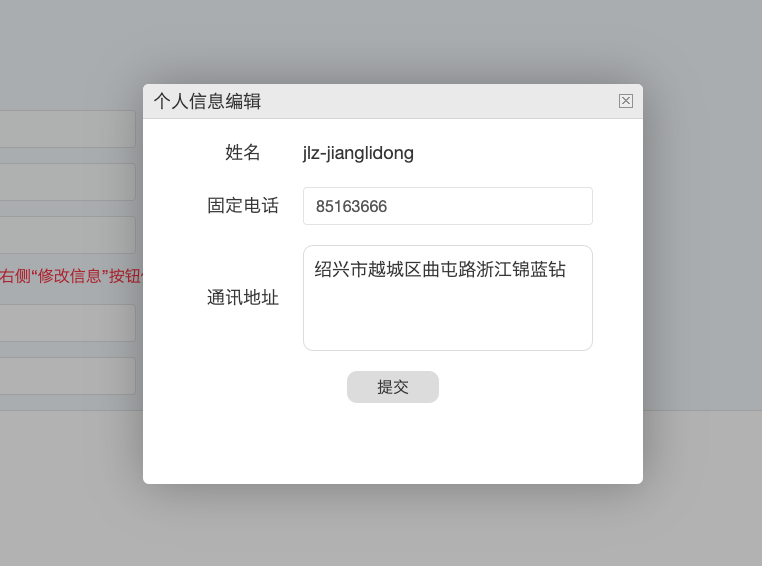 个人信息编辑
姓名 jlz-jianglidong
固定电话 85163666
右侧“修改信息”按钮
通讯地址 绍兴市越城区曲屯路浙江锦蓝钻
提交